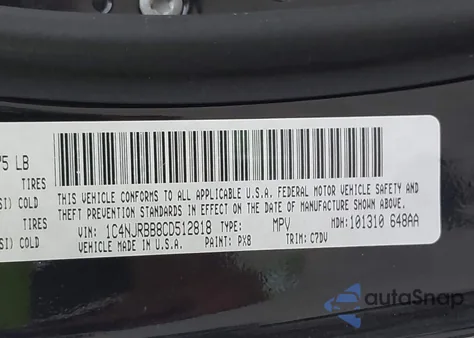 75 LB
TIRES
SI) COLD
TIRES
SI) COLD
THIS VEHICLE CONFORMS TO ALL APPLICABLE U.S.A. FEDERAL MOTOR VEHICLE SAFETY AND
THEFT PREVENTION STANDARDS IN EFFECT ON THE DATE OF MANUFACTURE SHOWN ABOVE.
VIN: 1C4NJRBB8CD512818 TYPE: MPV MDH: 101310 648AA
VEHICLE MADE IN U.S.A. PAINT: PX8 TRIM: C7DV
autoSnap
Powered by